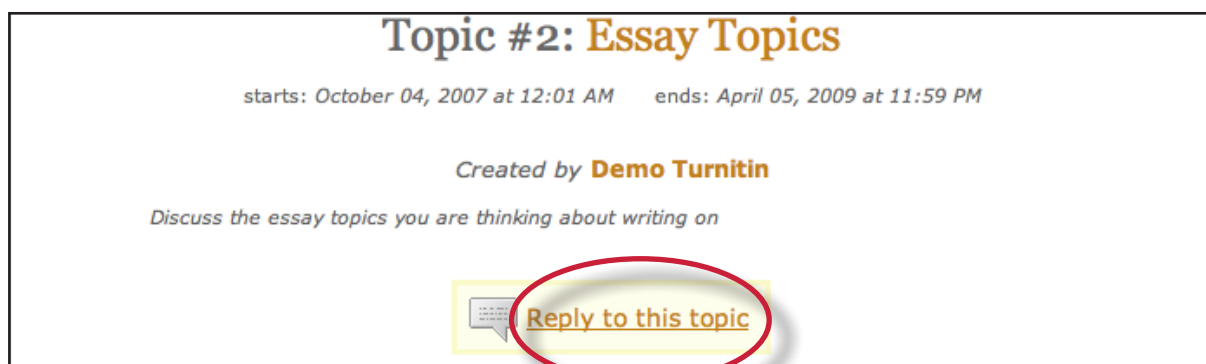 Topic #2: Essay Topics
starts: October 04, 2007 at 12:01 AM ends: April 05, 2009 at 11:59 PM
Created by Demo Turnitin
Discuss the essay topics you are thinking about writing on
Reply to this topic